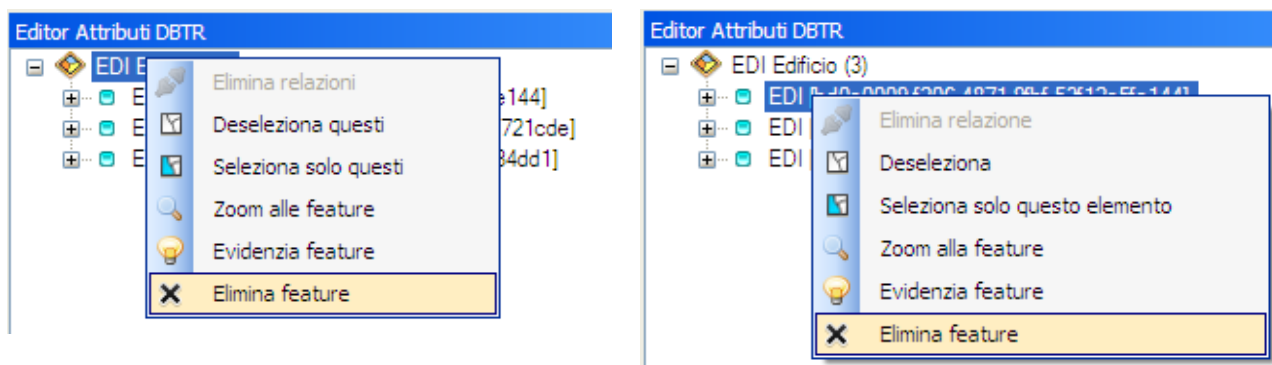 Editor Attributi DBTR
EDI E
Elimina relazioni
E e144]
E Deseleziona questi 721cde]
E Seleziona solo questi 34dd1]
Zoom alle feature
Evidenzia feature
Elimina feature
Editor Attributi DBTR
EDI Edificio (3)
EDI
Elimina relazione
EDI
Deseleziona
EDI
Seleziona solo questo elemento
Zoom alla feature
Evidenzia feature
Elimina feature